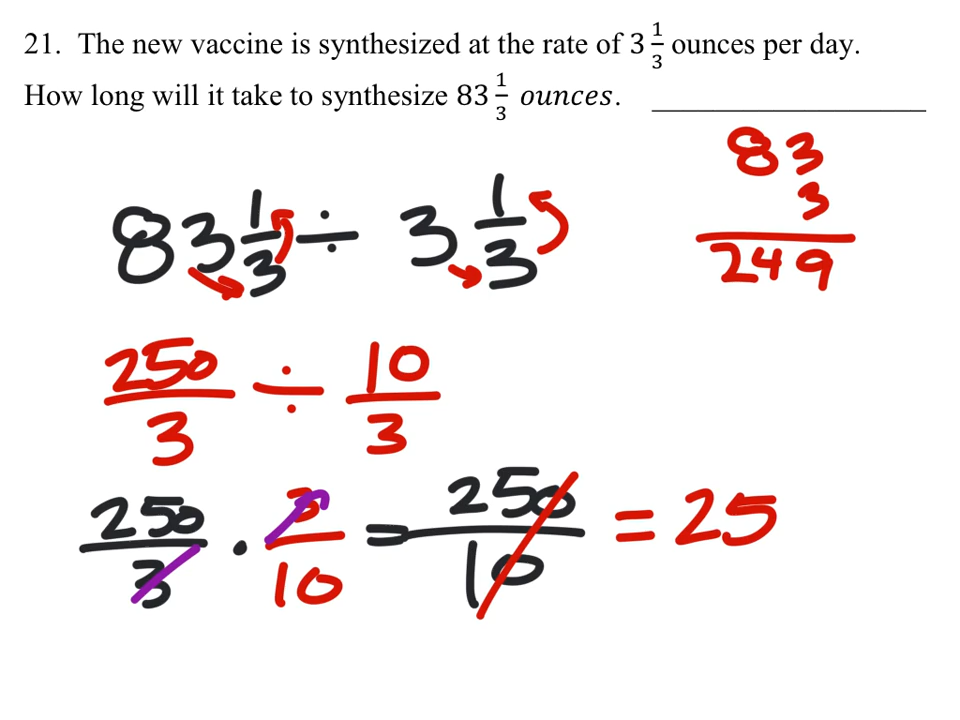 21. The new vaccine is synthesized at the rate of 3 1/3 ounces per day.
How long will it take to synthesize 83 1/3 ounces. ____________________
83
3
249
83 1/3 ÷ 3 1/3
250/3 ÷ 10/3
250/3 · 3/10 = 250/10 = 25